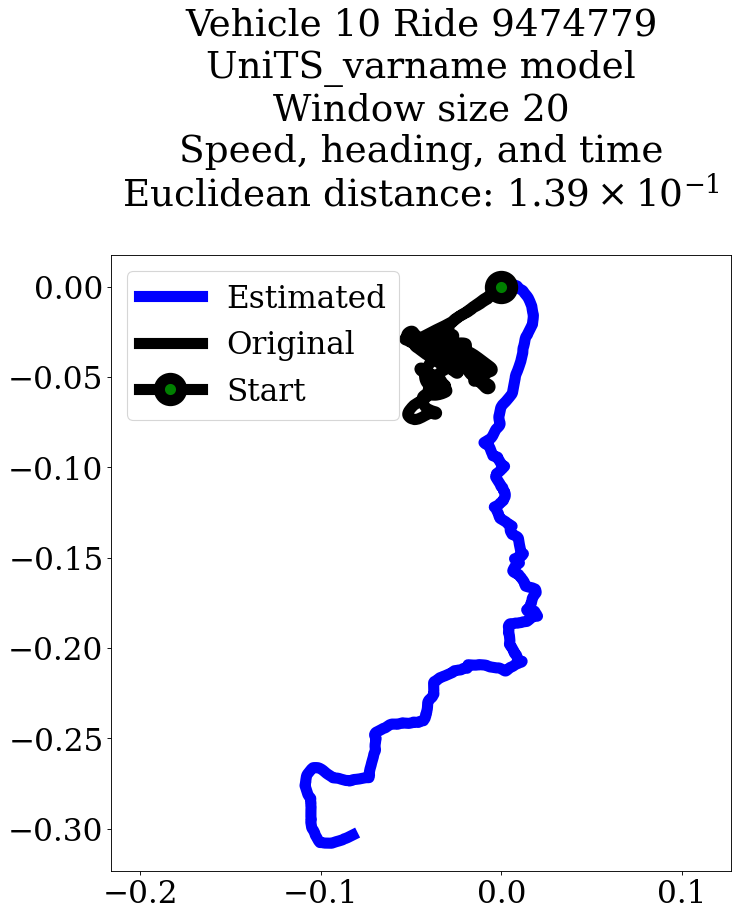 Vehicle 10 Ride 9474779
UniTS_varname model
Window size 20
Speed, heading, and time
Euclidean distance: 1.39 × 10⁻¹
Estimated
Original
Start
0.00
−0.05
−0.10
−0.15
−0.20
−0.25
−0.30
−0.2 −0.1 0.0 0.1